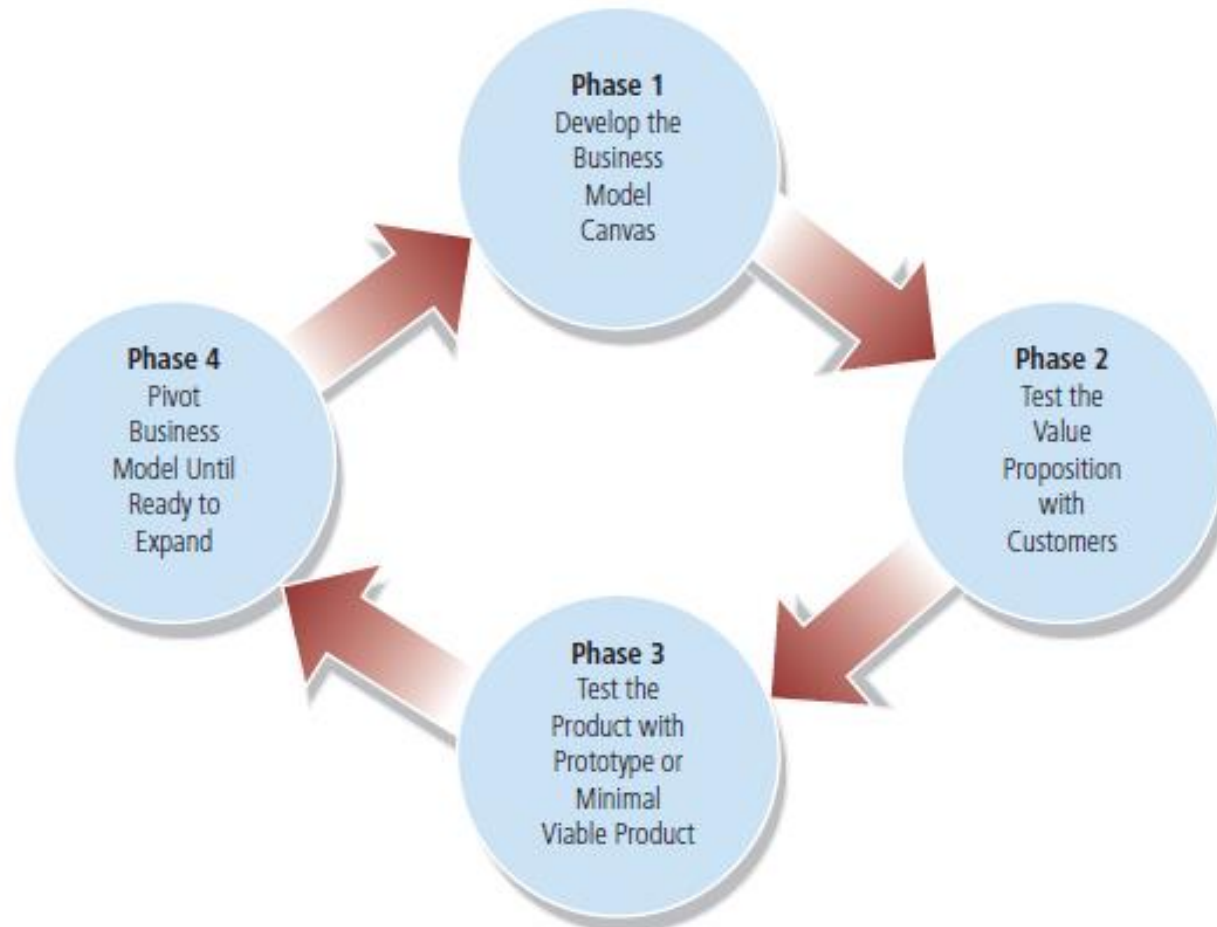 Phase 1
Develop the
Business
Model
Canvas
Phase 2
Test the
Value
Proposition
with
Customers
Phase 3
Test the
Product with
Prototype or
Minimal
Viable Product
Phase 4
Pivot
Business
Model Until
Ready to
Expand